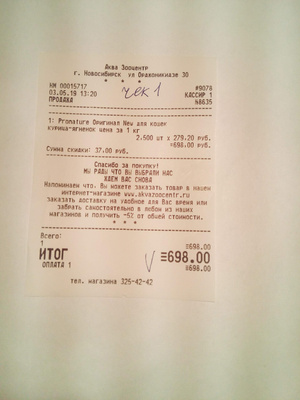 Аква Зооцентр
г. Новосибирск ул Орджоникидзе 30
КМ 00015717 #9078
03.05.19 13:20 КАССИР 1
ПРОДАЖА №8635
чек 1
1: Pronature Оригинал New для кошек
курица-ягненок цена за 1 кг
2.500 шт x 279.20 РУБ.
=698.00 РУБ.
Сумма скидки: 37.00 РУБ.
Спасибо за покупку!
МЫ РАДЫ ЧТО ВЫ ВЫБРАЛИ НАС
ЖДЕМ ВАС СНОВА
Напоминаем что, Вы можете заказать товар в нашем
интернет-магазине www.akvazoocentr.ru
Заказать доставку на удобное для Вас время или
забрать самостоятельно в любом из наших
магазинов и получить -5% от общей стоимости.
* * *
Всего: =698.00
1
ИТОГ =698.00
ОПЛАТА 1 =698.00
тел. магазина 325-42-42